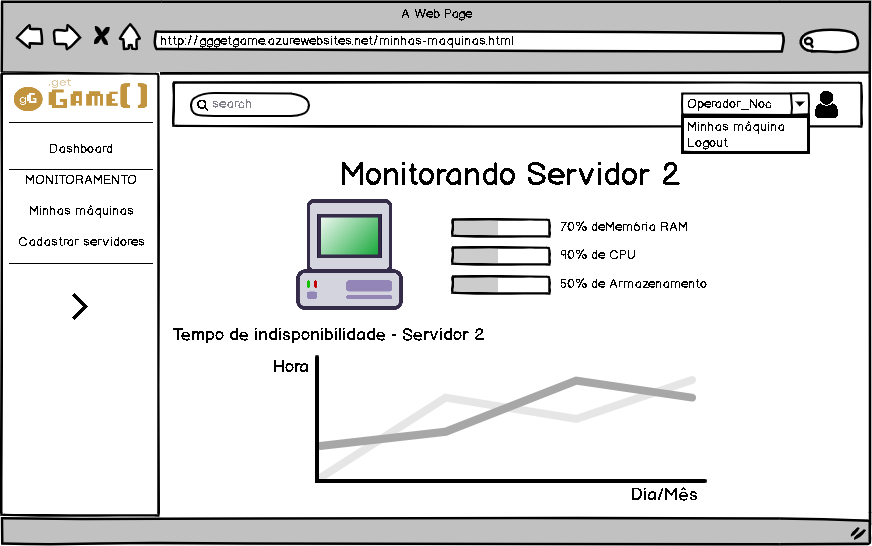 A Web Page
http://gggetgame.azurewebsites.net/minhas-maquinas.html
.get
gG GAME()
search
Operador_Noc
Minhas máquina
Logout
Dashboard
MONITORAMENTO
Minhas máquinas
Cadastrar servidores
Monitorando Servidor 2
70% deMemória RAM
90% de CPU
50% de Armazenamento
Tempo de indisponibilidade - Servidor 2
Hora
Dia/Mês